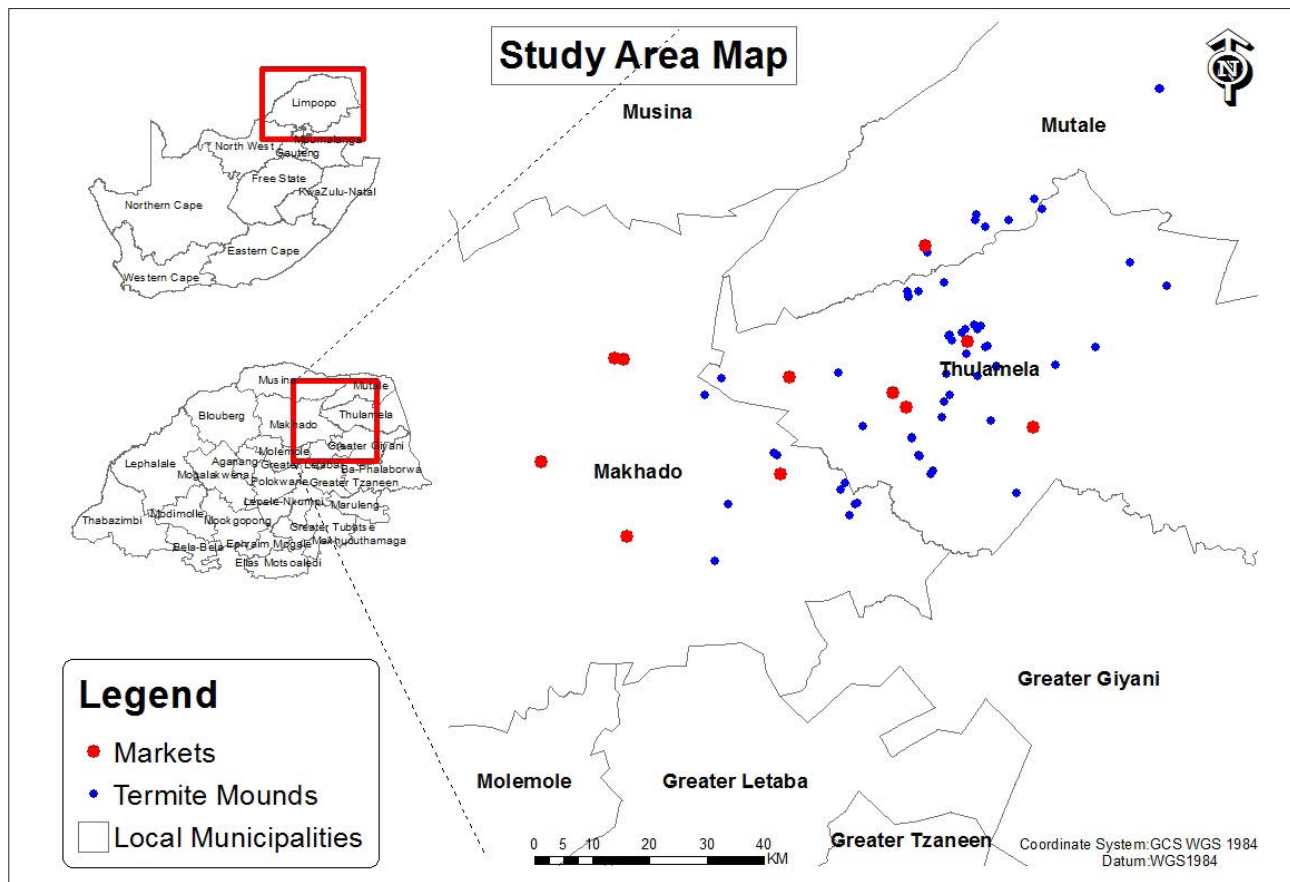 Study Area Map
N
Limpopo
Mpumalanga
North West
Gauteng
Free State
KwaZulu-Natal
Northern Cape
Eastern Cape
Western Cape
Musina
Mutale
Blouberg
Thulamela
Makhado
Molemole
Greater Giyani
Lephalale
Aganang
Greater Letaba
Ba-Phalaborwa
Mogalakwena
Polokwane
Greater Tzaneen
Lepele-Nkumpi
Maruleng
Modimolle
Thabazimbi
Mookgopong
Greater Tubatse
Bela-Bela
Ephraim Mogale
Makhuduthamaga
Elias Motsoaledi
Musina
Mutale
Thulamela
Makhado
Greater Giyani
Molemole
Greater Letaba
Greater Tzaneen
Legend
Markets
Termite Mounds
Local Municipalities
0 5 10 20 30 40
KM
Coordinate System:GCS WGS 1984
Datum:WGS1984